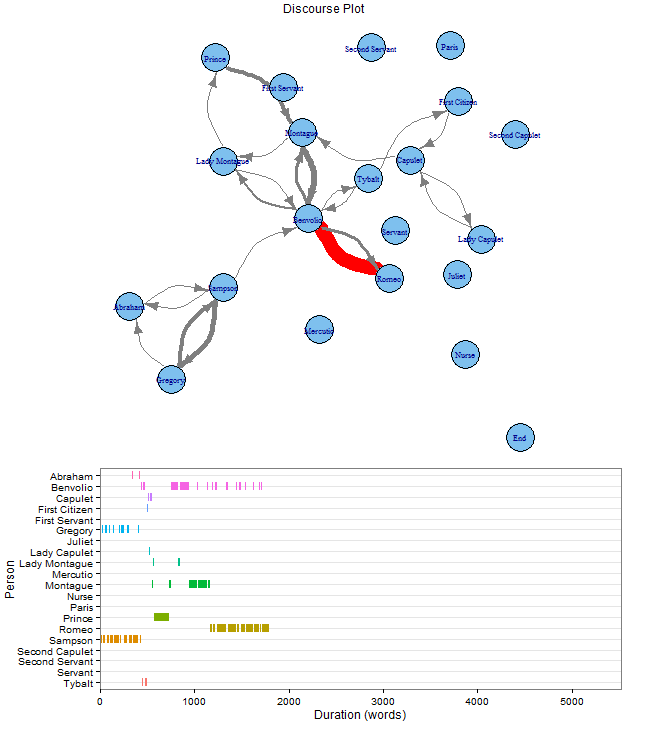 Discourse Plot
Second Servant
Paris
Prince
First Servant
First Citizen
Montague
Second Capulet
Lady Montague
Capulet
Tybalt
Benvolio
Servant
Lady Capulet
Romeo
Juliet
Sampson
Abraham
Mercutio
Nurse
Gregory
End
Person
Abraham
Benvolio
Capulet
First Citizen
First Servant
Gregory
Juliet
Lady Capulet
Lady Montague
Mercutio
Montague
Nurse
Paris
Prince
Romeo
Sampson
Second Capulet
Second Servant
Servant
Tybalt
0 1000 2000 3000 4000 5000
Duration (words)